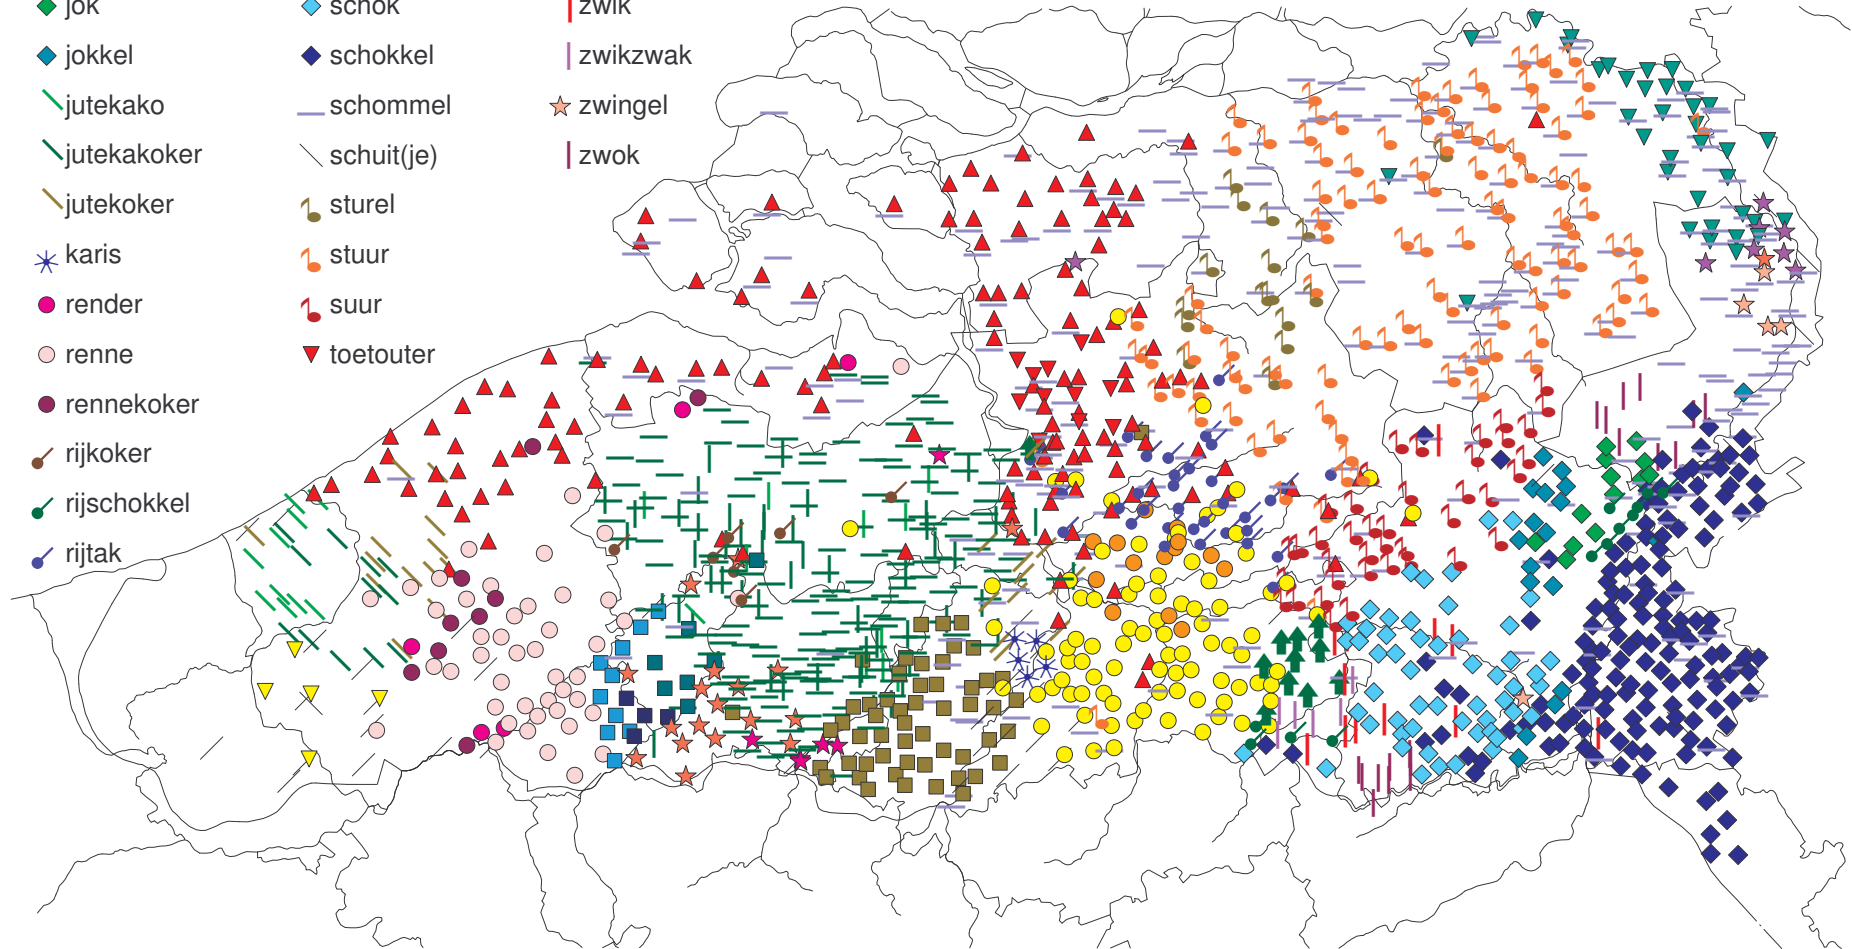 jok
jokkel
jutekako
jutekakoker
jutekoker
karis
render
renne
rennekoker
rijkoker
rijschokkel
rijtak
schok
schokkel
schommel
schuit(je)
sturel
stuur
suur
toetouter
zwik
zwikzwak
zwingel
zwok